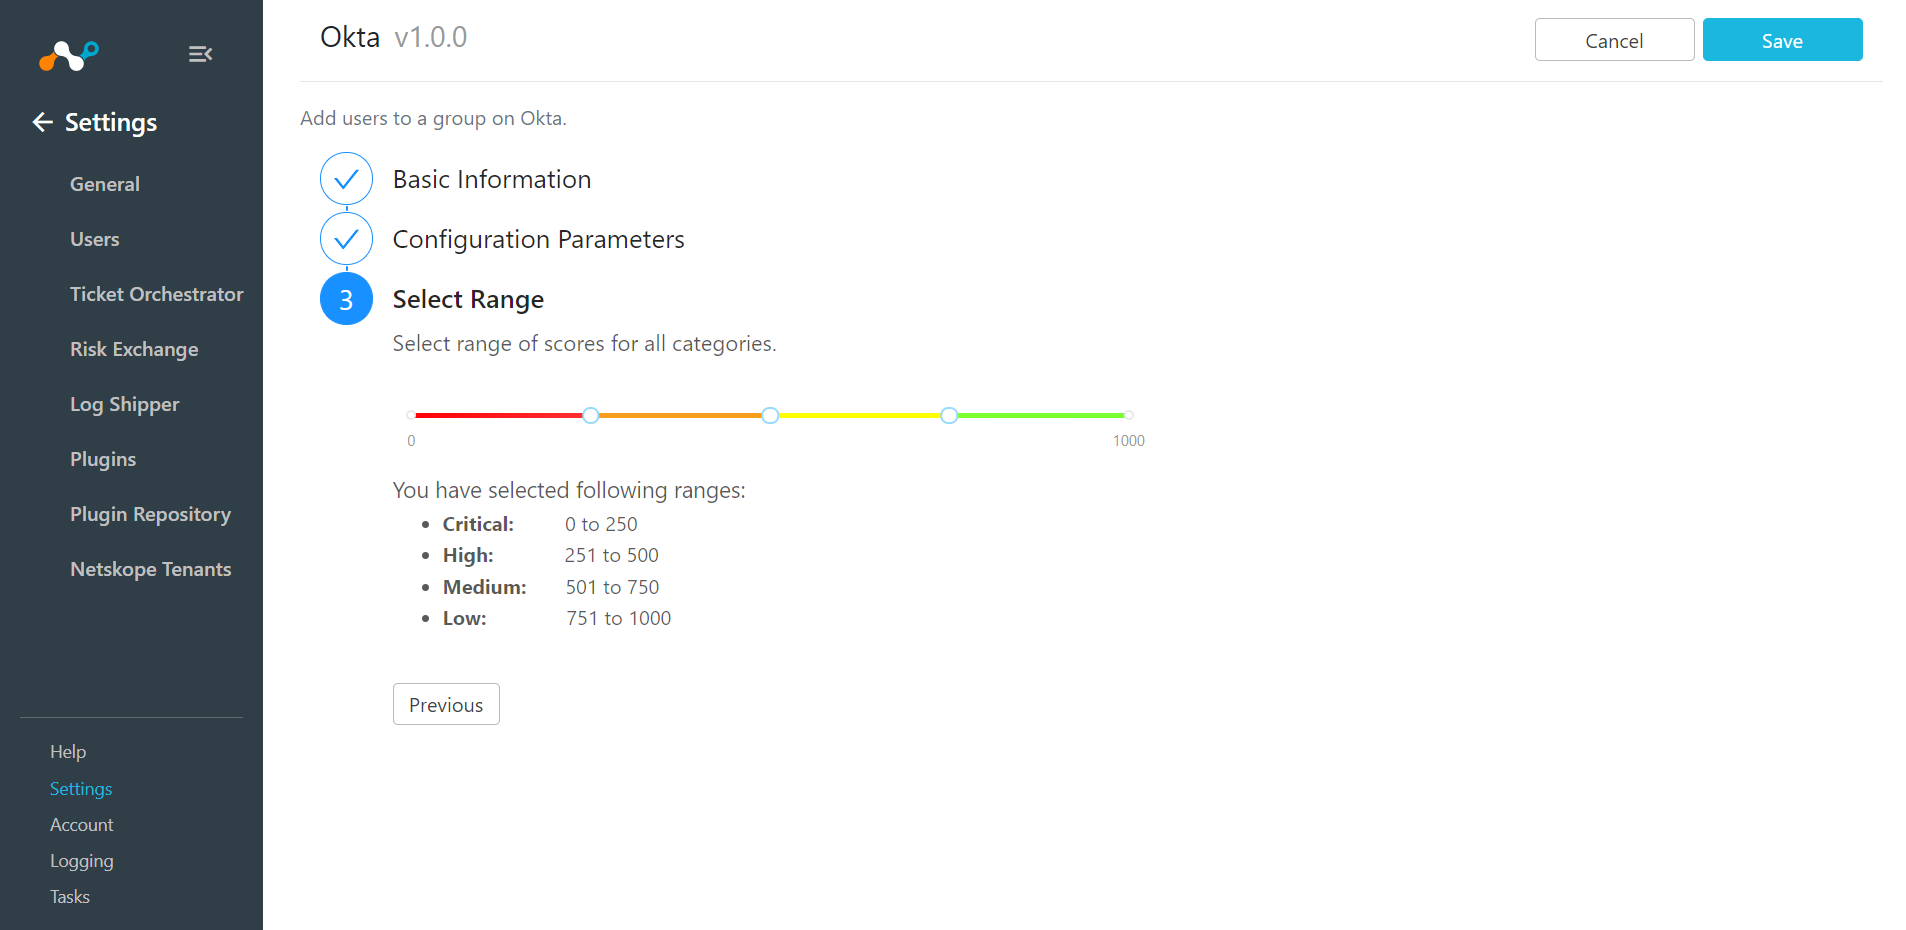 Settings
General
Users
Ticket Orchestrator
Risk Exchange
Log Shipper
Plugins
Plugin Repository
Netskope Tenants
Help
Settings
Account
Logging
Tasks
Okta v1.0.0
Cancel
Save
Add users to a group on Okta.
Basic Information
Configuration Parameters
3 Select Range
Select range of scores for all categories.
0 1000
You have selected following ranges:
• Critical: 0 to 250
• High: 251 to 500
• Medium: 501 to 750
• Low: 751 to 1000
Previous